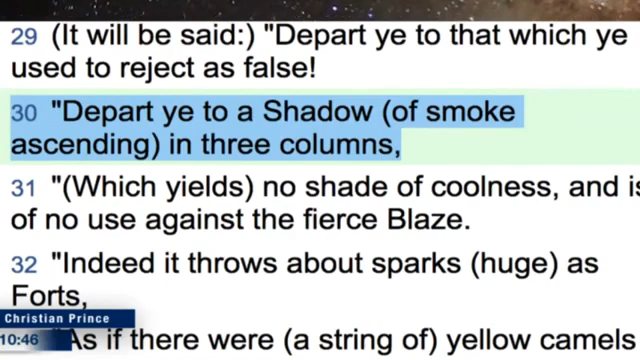 29 (It will be said:) "Depart ye to that which ye
used to reject as false!
30 "Depart ye to a Shadow (of smoke
ascending) in three columns,
31 "(Which yields) no shade of coolness, and is
of no use against the fierce Blaze.
32 "Indeed it throws about sparks (huge) as
Forts,
Christian Prince
10:46
"As if there were (a string of) yellow camels